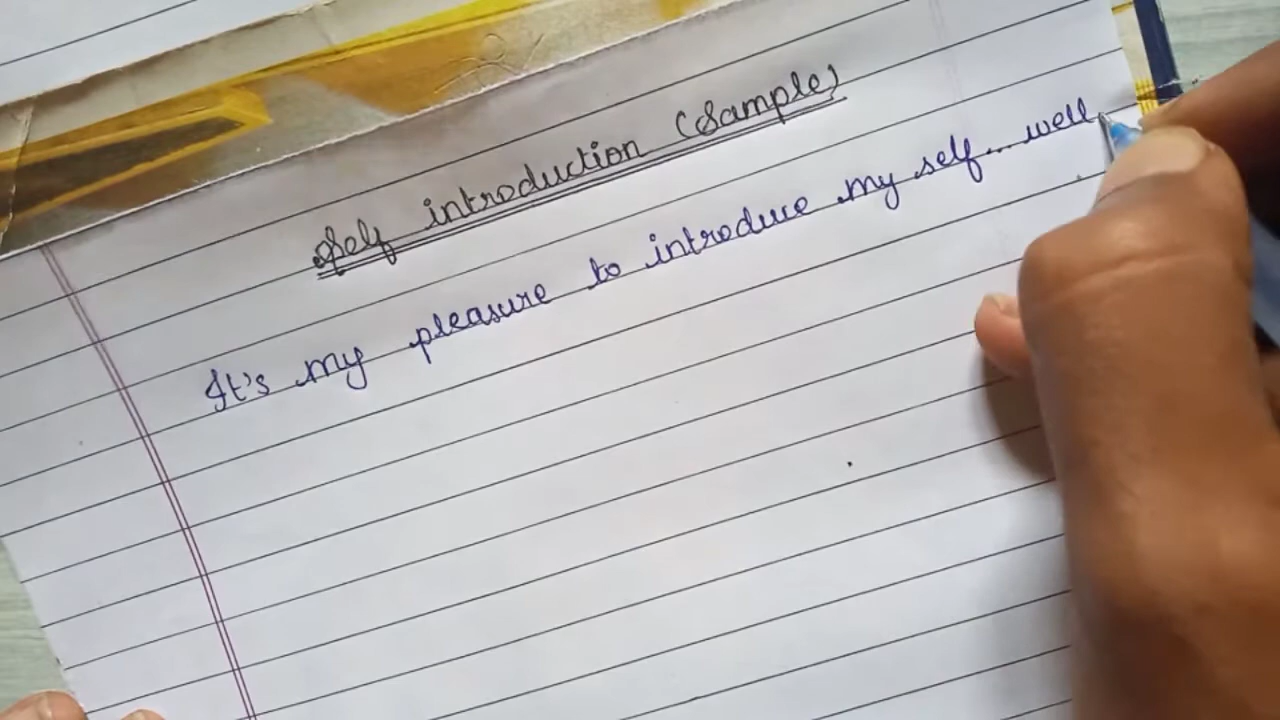 Self introduction (Sample)
It's my pleasure to introduce my self... well